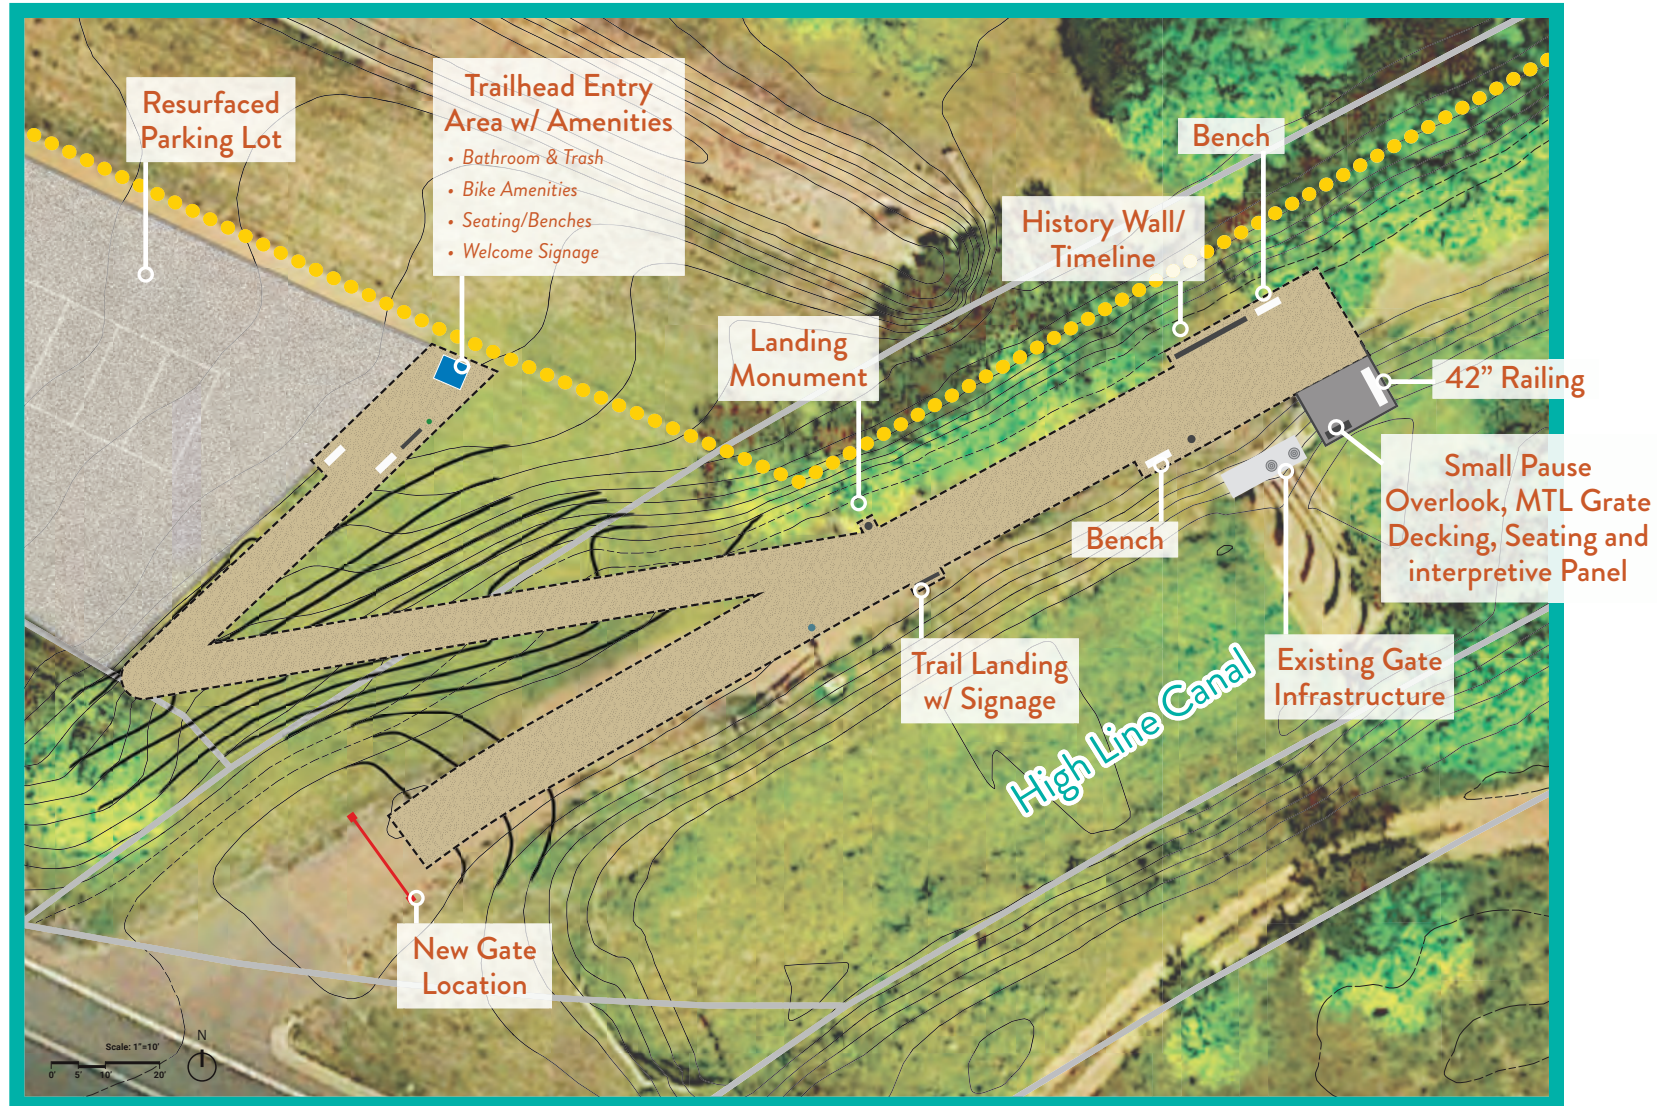 Resurfaced
Parking Lot
Trailhead Entry
Area w/ Amenities
• Bathroom & Trash
• Bike Amenities
• Seating/Benches
• Welcome Signage
Bench
History Wall/
Timeline
Landing
Monument
42” Railing
Small Pause
Overlook, MTL Grate
Decking, Seating and
interpretive Panel
Bench
Trail Landing
w/ Signage
High Line Canal
Existing Gate
Infrastructure
New Gate
Location
Scale: 1"=10'
0' 5' 10' 20'
N